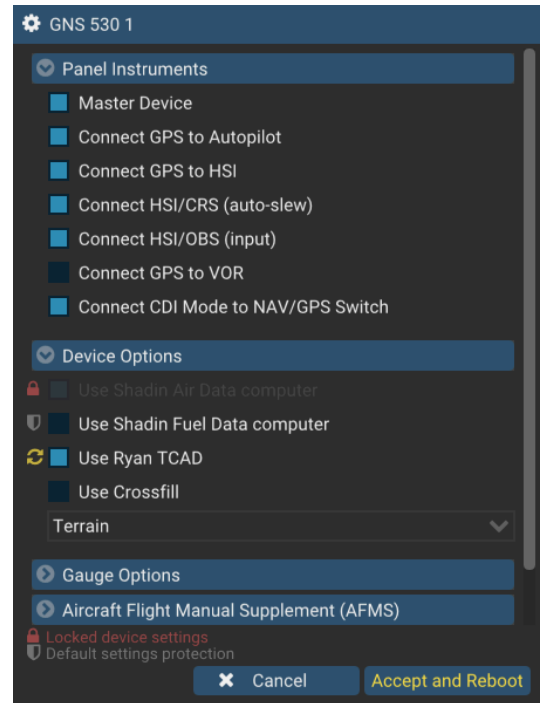 GNS 530 1
Panel Instruments
Master Device
Connect GPS to Autopilot
Connect GPS to HSI
Connect HSI/CRS (auto-slew)
Connect HSI/OBS (input)
Connect GPS to VOR
Connect CDI Mode to NAV/GPS Switch
Device Options
Use Shadin Air Data computer
Use Shadin Fuel Data computer
Use Ryan TCAD
Use Crossfill
Terrain
Gauge Options
Aircraft Flight Manual Supplement (AFMS)
Locked device settings
Default settings protection
Cancel Accept and Reboot